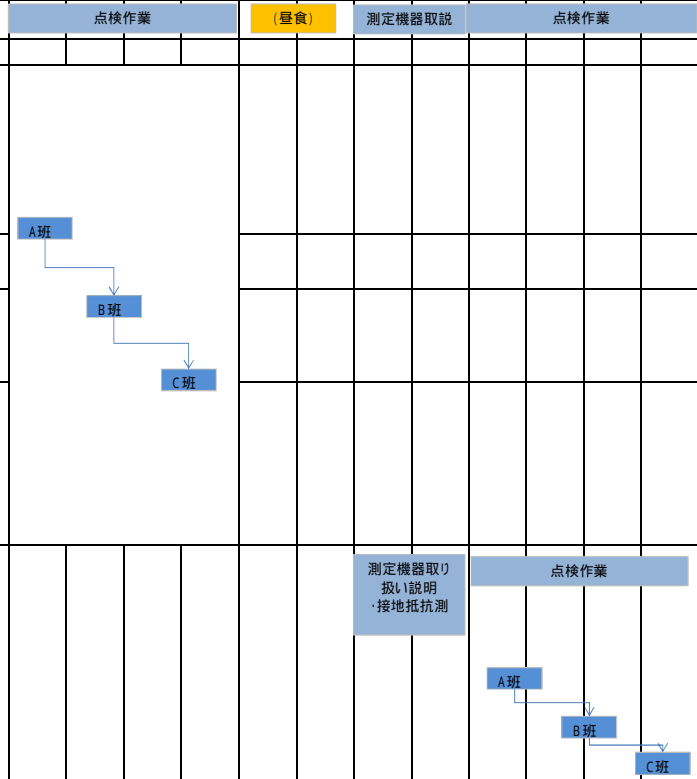 点検作業
(昼食)
測定機器取説
点検作業
A班
B班
C班
測定機器取り
扱い説明
・接地抵抗測
点検作業
A班
B班
C班